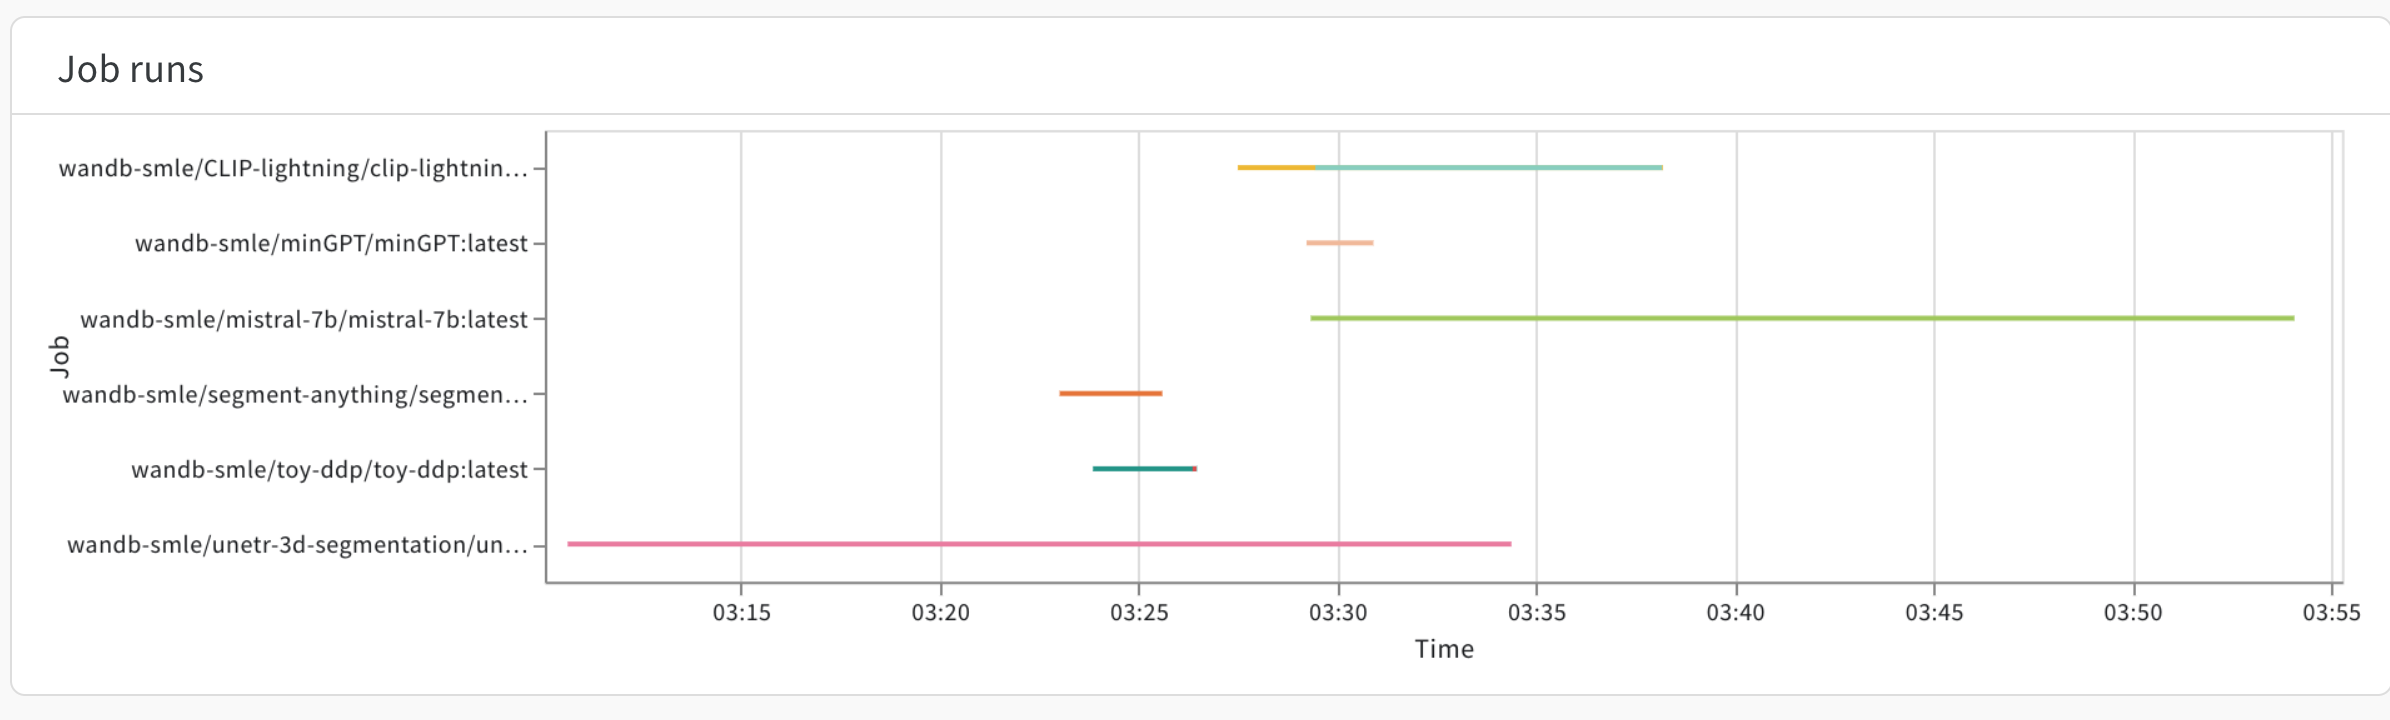 Job runs
wandb-smle/CLIP-lightning/clip-lightnin...
wandb-smle/minGPT/minGPT:latest
wandb-smle/mistral-7b/mistral-7b:latest
Job
wandb-smle/segment-anything/segmen...
wandb-smle/toy-ddp/toy-ddp:latest
wandb-smle/unetr-3d-segmentation/un...
03:15 03:20 03:25 03:30 03:35 03:40 03:45 03:50 03:55
Time